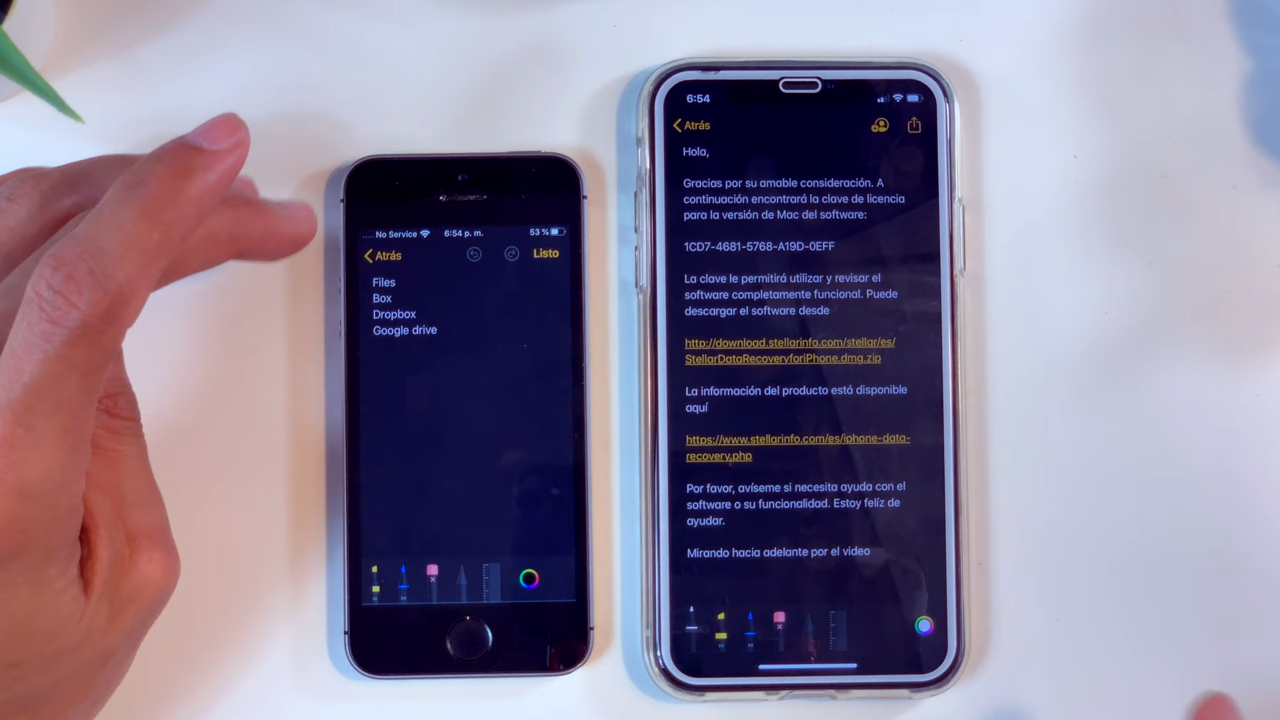 .... No Service 6:54 p. m. 53 %
Atrás Listo
Files
Box
Dropbox
Google drive
6:54
Atrás
Hola,
Gracias por su amable consideración. A
continuación encontrará la clave de licencia
para la versión de Mac del software:
1CD7-4681-5768-A19D-0EFF
La clave le permitirá utilizar y revisar el
software completamente funcional. Puede
descargar el software desde
http://download.stellarinfo.com/stellar/es/
StellarDataRecoveryforiPhone.dmg.zip
La información del producto está disponible
aquí
https://www.stellarinfo.com/es/iphone-data-
recovery.php
Por favor, avíseme si necesita ayuda con el
software o su funcionalidad. Estoy felíz de
ayudar.
Mirando hacia adelante por el video